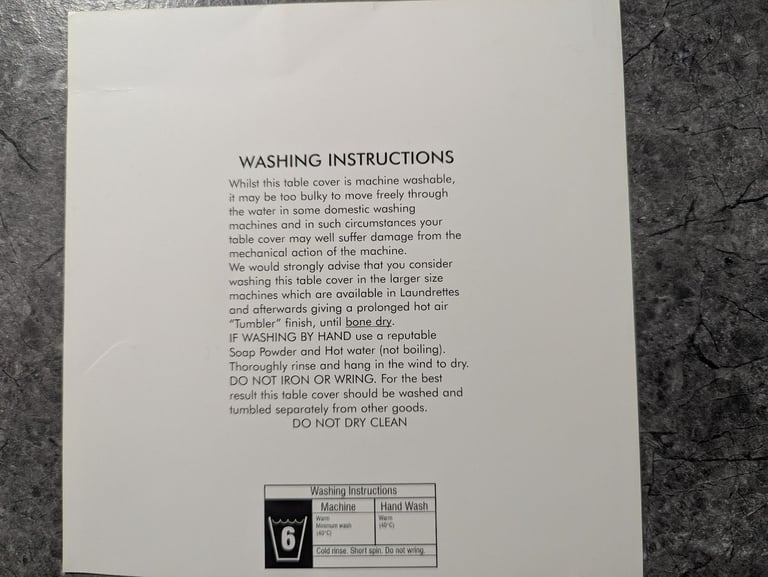 WASHING INSTRUCTIONS
Whilst this table cover is machine washable,
it may be too bulky to move freely through
the water in some domestic washing
machines and in such circumstances your
table cover may well suffer damage from the
mechanical action of the machine.
We would strongly advise that you consider
washing this table cover in the larger size
machines which are available in Laundrettes
and afterwards giving a prolonged hot air
"Tumbler" finish, until bone dry.
IF WASHING BY HAND use a reputable
Soap Powder and Hot water (not boiling).
Thoroughly rinse and hang in the wind to dry.
DO NOT IRON OR WRING. For the best
result this table cover should be washed and
tumbled separately from other goods.
DO NOT DRY CLEAN
Washing Instructions
Machine Hand Wash
Warm Warm
Minimum wash (40°C)
(40°C)
6
Cold rinse. Short spin. Do not wring.